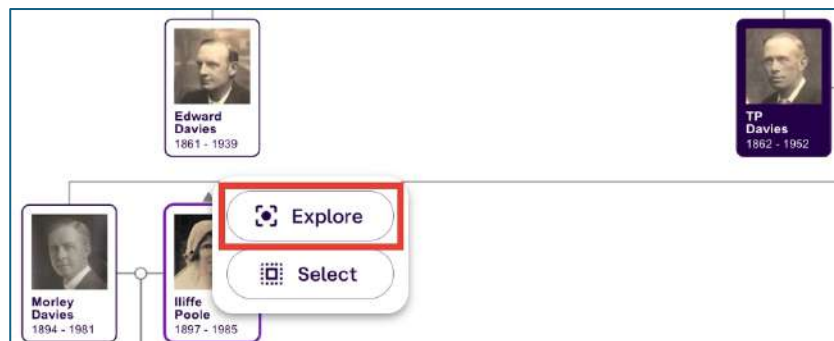 Edward
Davies
1861 - 1939
TP
Davies
1862 - 1952
Explore
Select
Morley
Davies
1894 - 1981
Iliffe
Poole
1897 - 1985